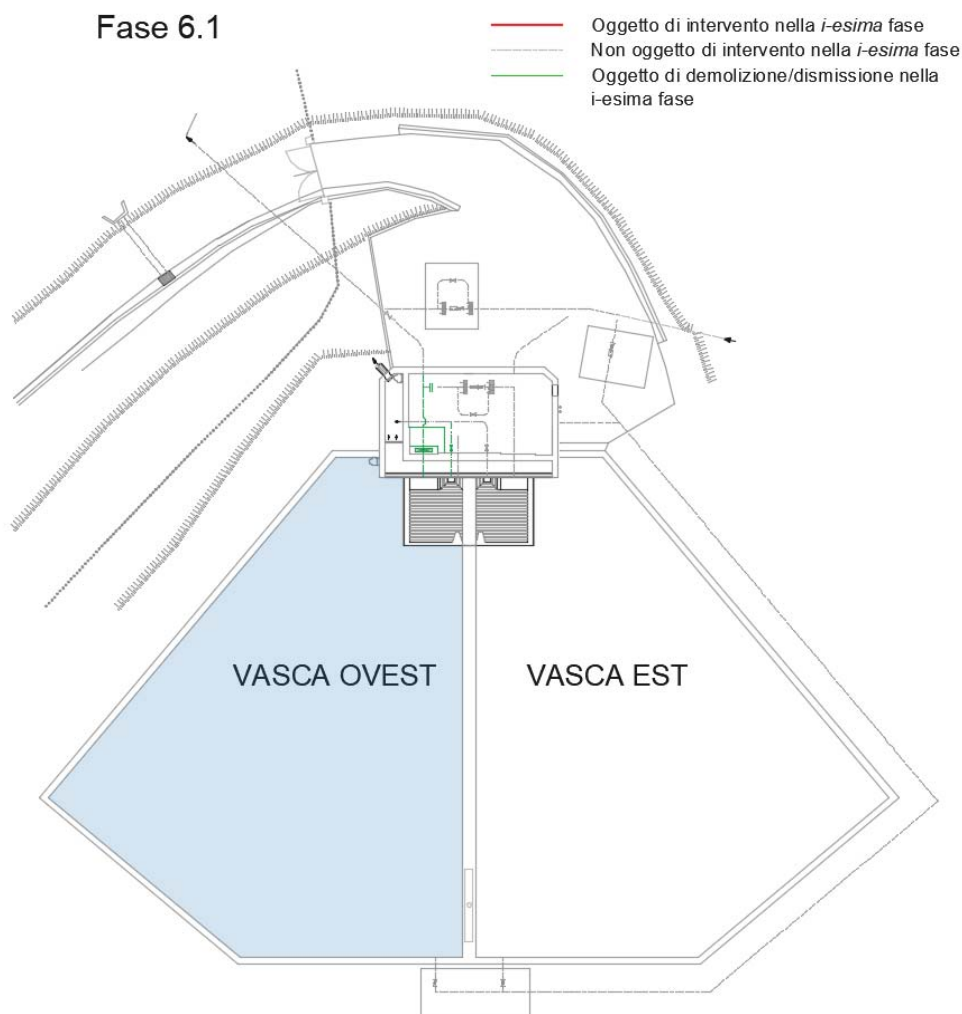 Fase 6.1
Oggetto di intervento nella i-esima fase
Non oggetto di intervento nella i-esima fase
Oggetto di demolizione/dismissione nella
i-esima fase
VASCA OVEST
VASCA EST